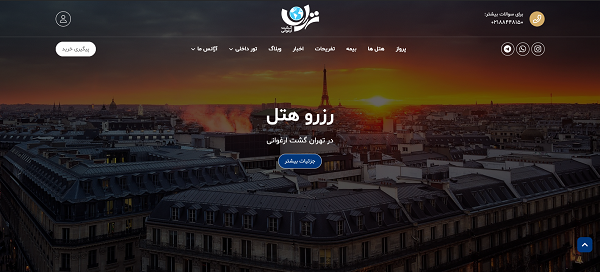 برای سوالات بیشتر:
۰۲۱۸۸۴۴۸۱۵۰
تهران
گشت ارغوانی
پرواز
هتل ها
بیمه
تفریحات
اخبار
وبلاگ
تور داخلی
آژانس ما
پیگیری خرید
رزرو هتل
در تهران گشت ارغوانی
جزئیات بیشتر